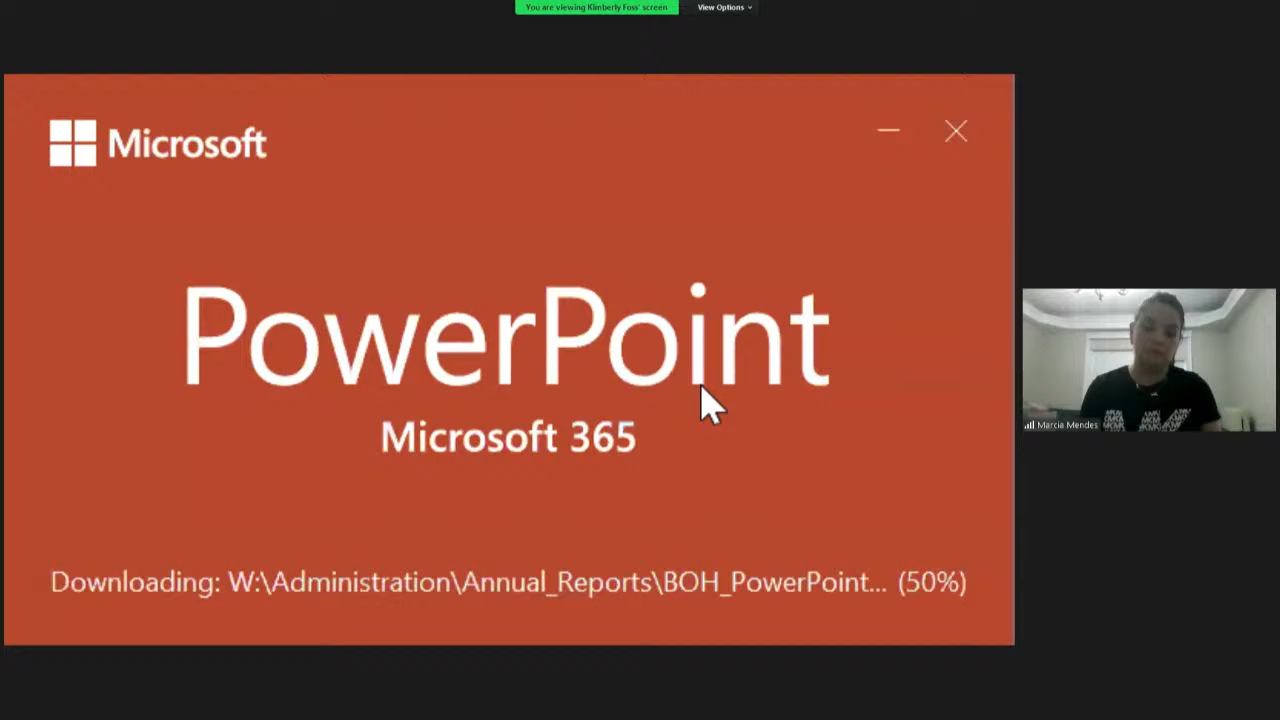 You are viewing Kimberly Foss' screen
View Options
Microsoft
PowerPoint
Microsoft 365
Downloading: W:\Administration\Annual_Reports\BOH_PowerPoint... (50%)
Marcia Mendes